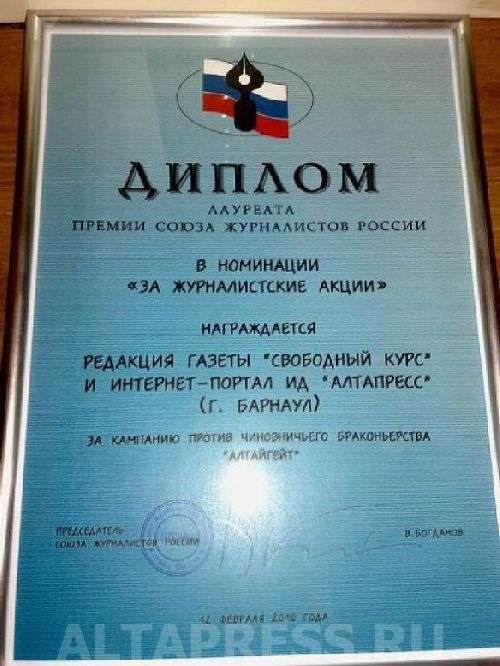 ДИПЛОМ
ЛАУРЕАТА
ПРЕМИИ СОЮЗА ЖУРНАЛИСТОВ РОССИИ
В НОМИНАЦИИ
«ЗА ЖУРНАЛИСТСКИЕ АКЦИИ»
НАГРАЖДАЕТСЯ
РЕДАКЦИЯ ГАЗЕТЫ "СВОБОДНЫЙ КУРС"
И ИНТЕРНЕТ-ПОРТАЛ ИД "АЛТАПРЕСС"
(Г. БАРНАУЛ)
ЗА КАМПАНИЮ ПРОТИВ ЧИНОВНИЧЬЕГО БРАКОНЬЕРСТВА
"АЛТАЙГЕЙТ"
ПРЕДСЕДАТЕЛЬ
СОЮЗА ЖУРНАЛИСТОВ РОССИИ
В.БОГДАНОВ
12 ФЕВРАЛЯ 2010 ГОДА
ALTAPRESS.RU